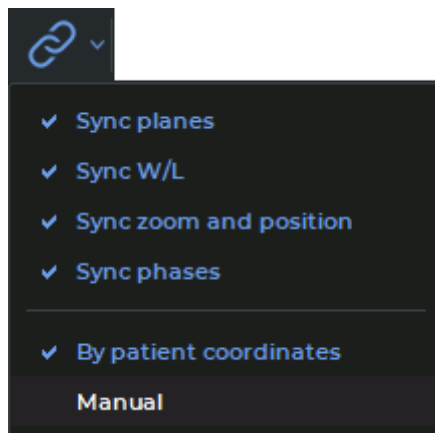 Sync planes
Sync W/L
Sync zoom and position
Sync phases
By patient coordinates
Manual